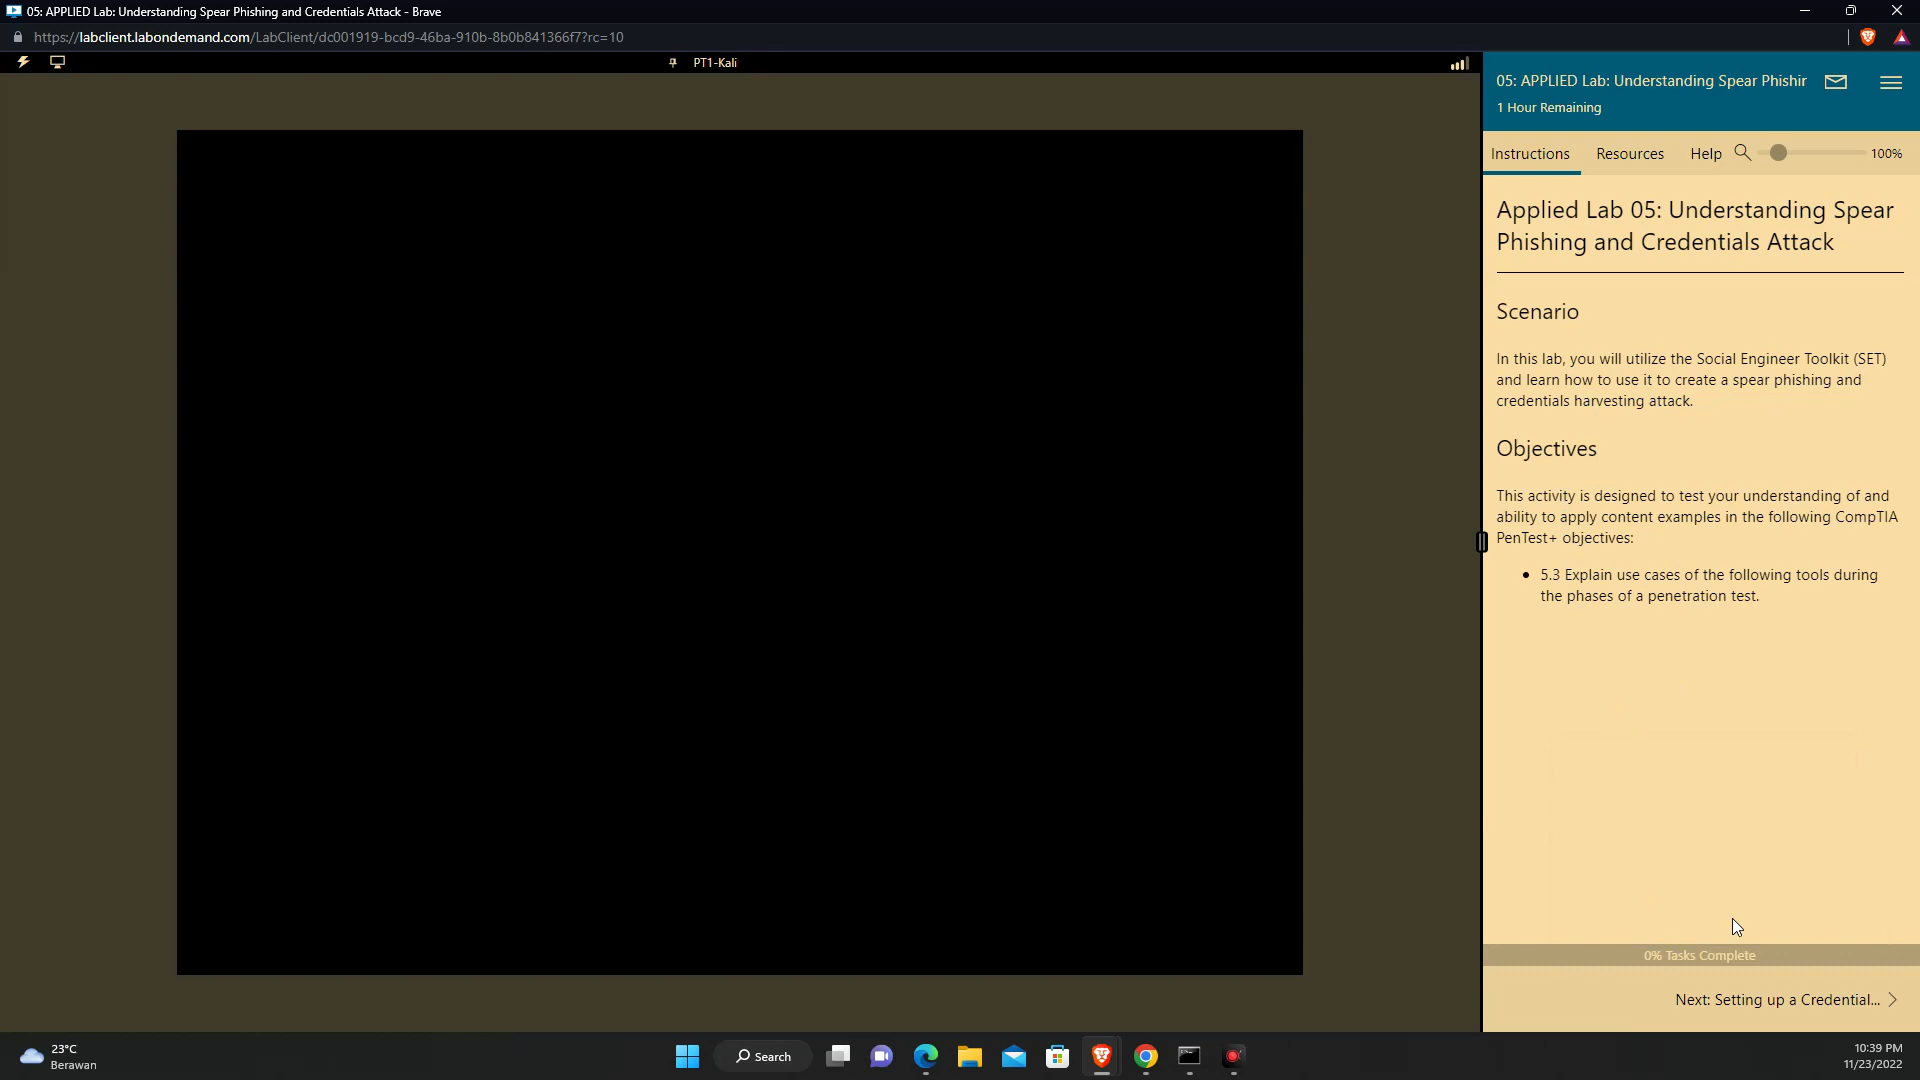 05: APPLIED Lab: Understanding Spear Phishing and Credentials Attack - Brave
https://labclient.labondemand.com/LabClient/dc001919-bcd9-46ba-910b-8b0b841366f7?rc=10
PT1-Kali
05: APPLIED Lab: Understanding Spear Phishir
1 Hour Remaining
Instructions Resources Help 100%
Applied Lab 05: Understanding Spear
Phishing and Credentials Attack
Scenario
In this lab, you will utilize the Social Engineer Toolkit (SET)
and learn how to use it to create a spear phishing and
credentials harvesting attack.
Objectives
This activity is designed to test your understanding of and
ability to apply content examples in the following CompTIA
PenTest+ objectives:
• 5.3 Explain use cases of the following tools during
the phases of a penetration test.
0% Tasks Complete
Next: Setting up a Credential...
23°C
Berawan
Search
10:39 PM
11/23/2022